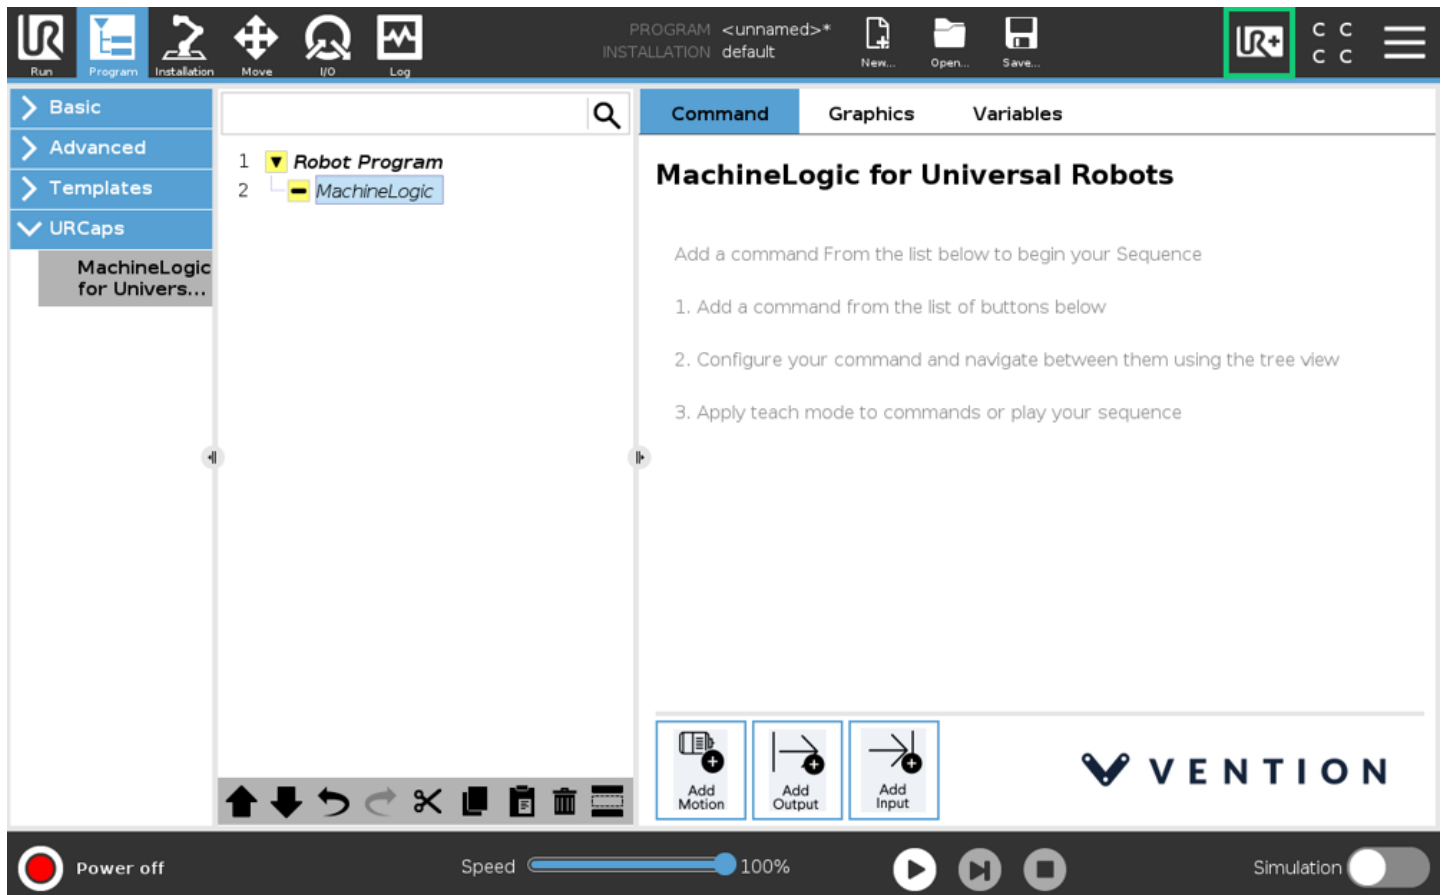 UR
Run
Program
Installation
Move
I/O
Log
PROGRAM <unnamed>*
INSTALLATION default
New...
Open...
Save...
UR+
C C
C C
Basic
Advanced
Templates
URCaps
MachineLogic
for Univers...
1 Robot Program
2 MachineLogic
Command Graphics Variables
MachineLogic for Universal Robots
Add a command From the list below to begin your Sequence
1. Add a command from the list of buttons below
2. Configure your command and navigate between them using the tree view
3. Apply teach mode to commands or play your sequence
Add
Motion
Add
Output
Add
Input
VENTION
Power off
Speed 100%
Simulation